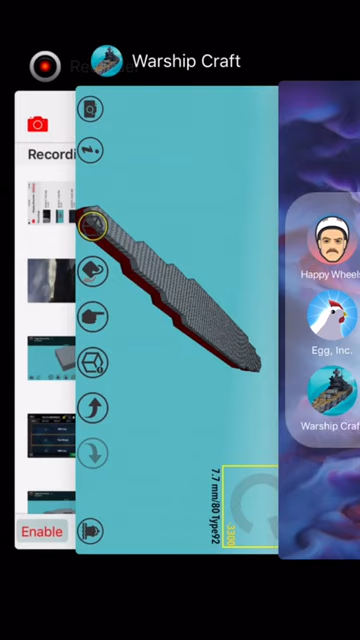 Warship Craft
Recordi
Happy Wheels
Egg, Inc.
Warship Craf
7.7 mm/80 Type92
3300
Enable